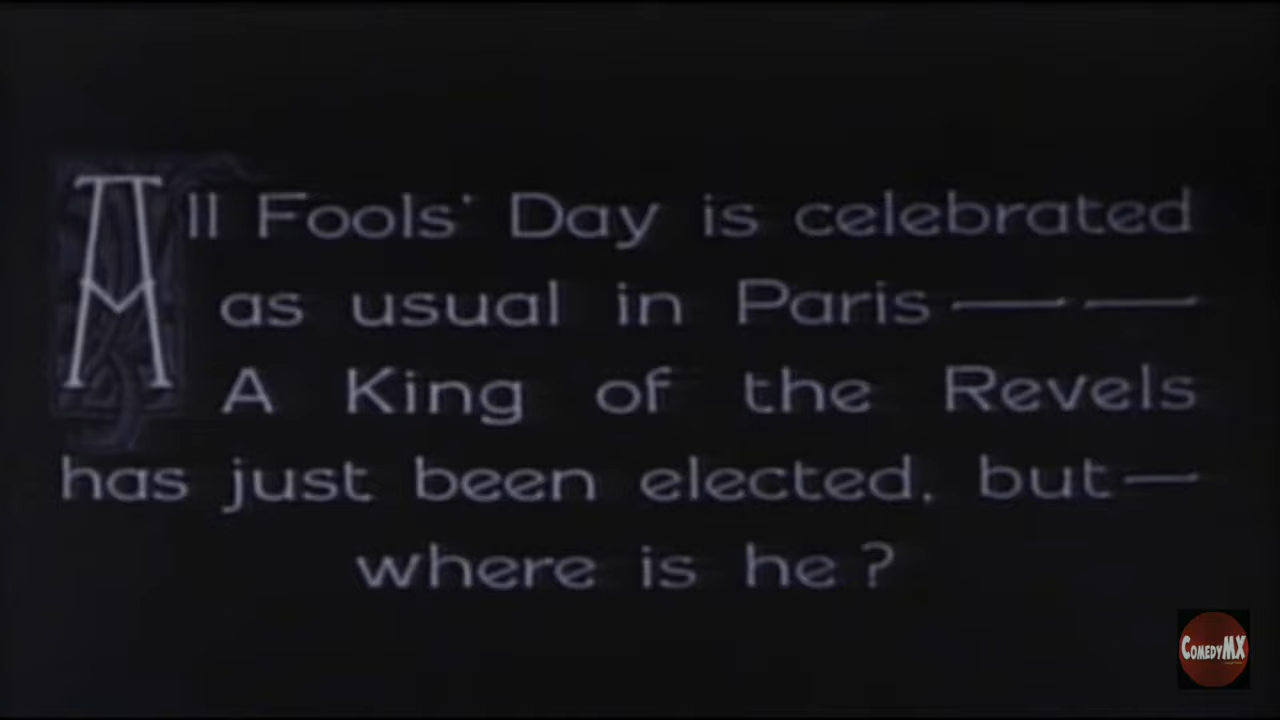 All Fools' Day is celebrated
as usual in Paris — —
A King of the Revels
has just been elected, but —
where is he?
COMEDYMX